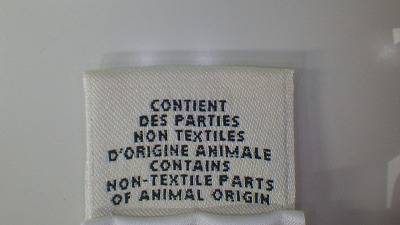 CONTIENT
DES PARTIES
NON TEXTILES
D'ORIGINE ANIMALE
CONTAINS
NON-TEXTILE PARTS
OF ANIMAL ORIGIN